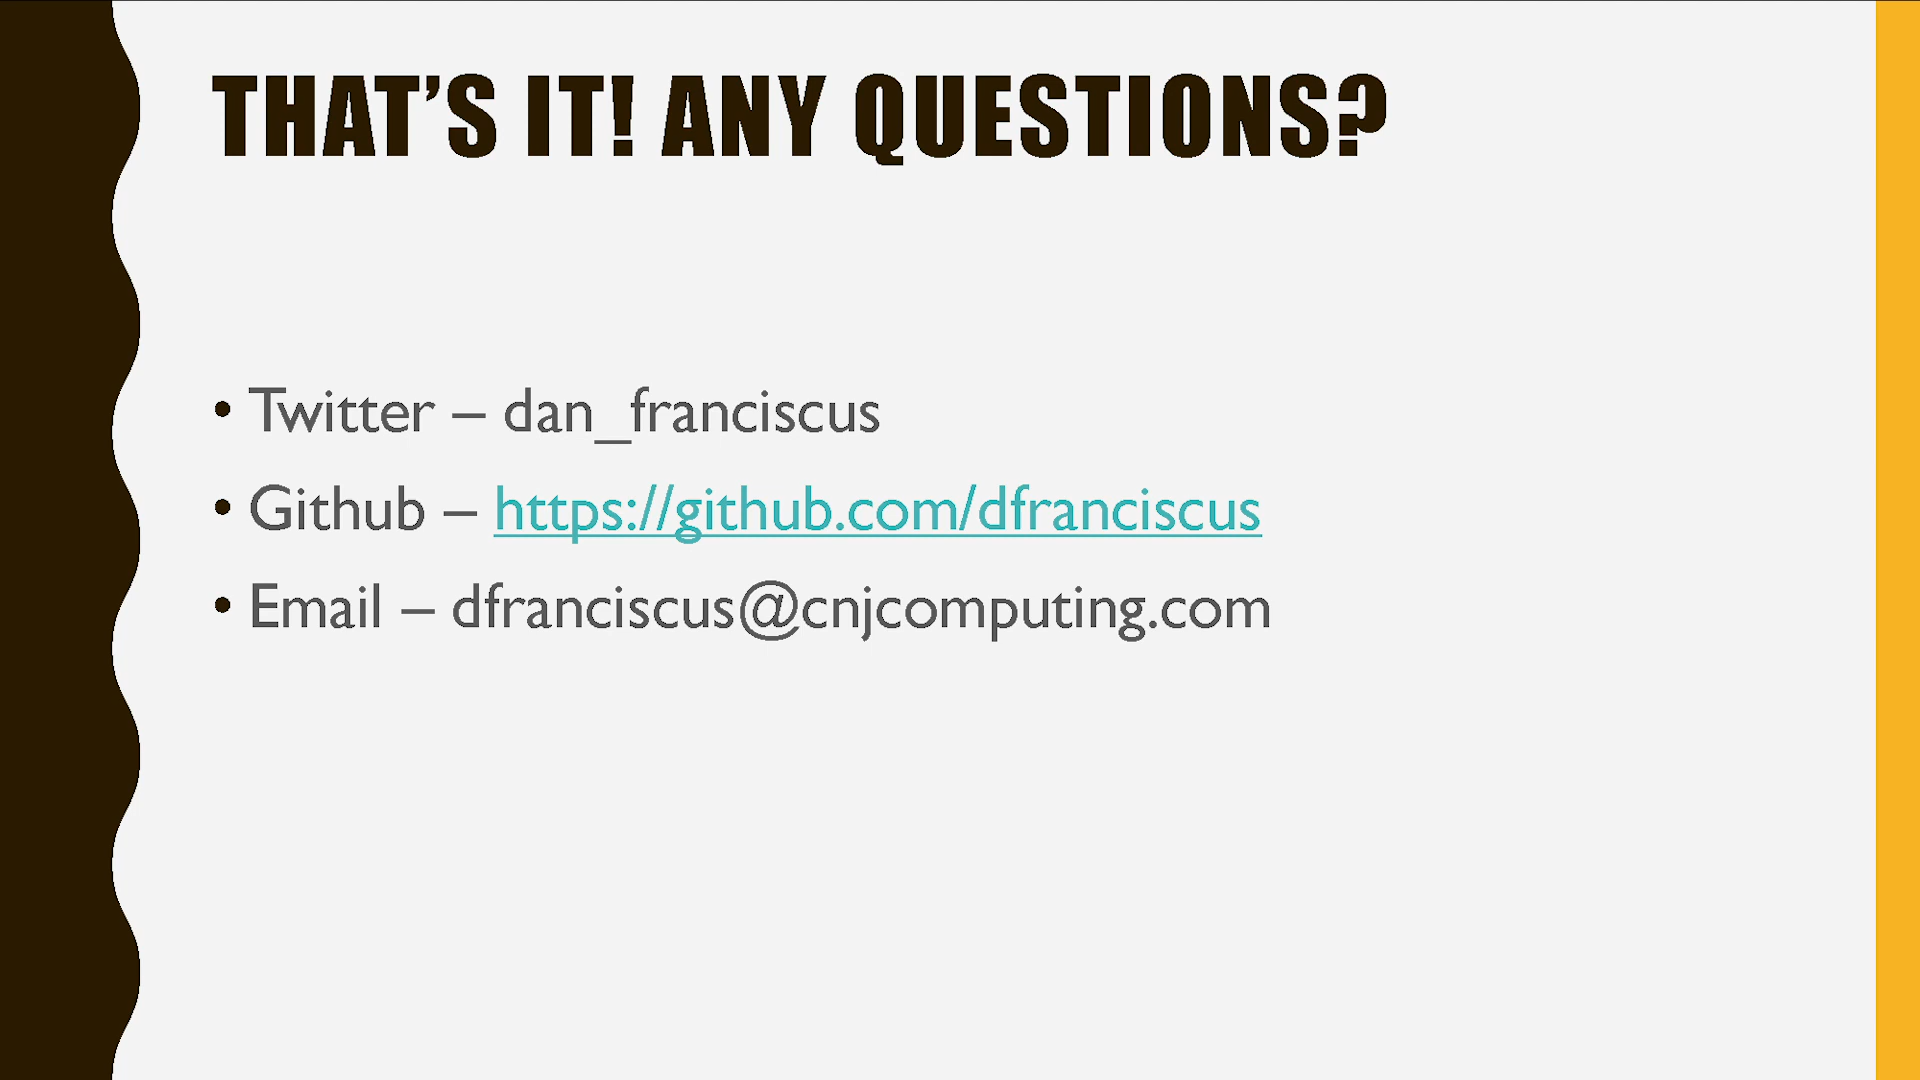 THAT’S IT! ANY QUESTIONS?
• Twitter – dan_franciscus
• Github – https://github.com/dfranciscus
• Email – dfranciscus@cnjcomputing.com